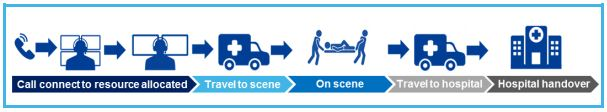 Call connect to resource allocated
Travel to scene
On scene
Travel to hospital
Hospital handover